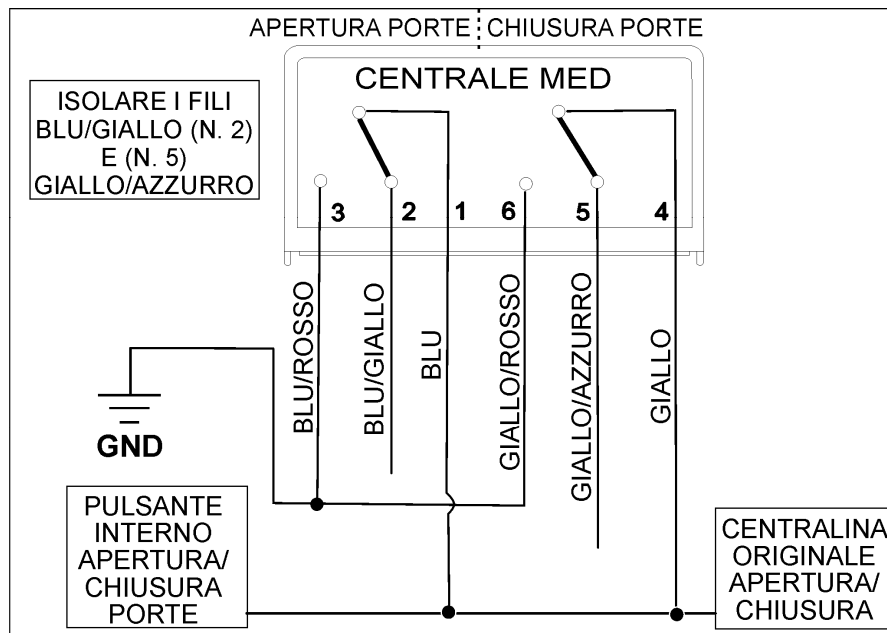 APERTURA PORTE CHIUSURA PORTE
CENTRALE MED
ISOLARE I FILI
BLU/GIALLO (N. 2)
E (N. 5)
GIALLO/AZZURRO
3 2 1 6 5 4
BLU/ROSSO
BLU/GIALLO
BLU
GIALLO/ROSSO
GIALLO/AZZURRO
GIALLO
GND
PULSANTE
INTERNO
APERTURA/
CHIUSURA
PORTE
CENTRALINA
ORIGINALE
APERTURA/
CHIUSURA